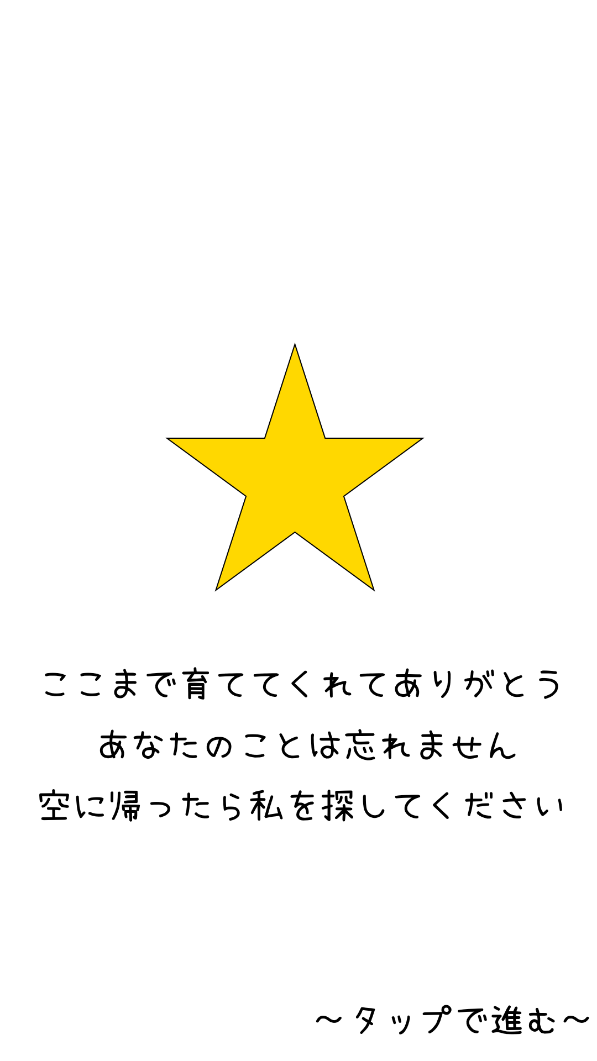 ここまで育ててくれてありがとう
あなたのことは忘れません
空に帰ったら私を探してください
～タップで進む～